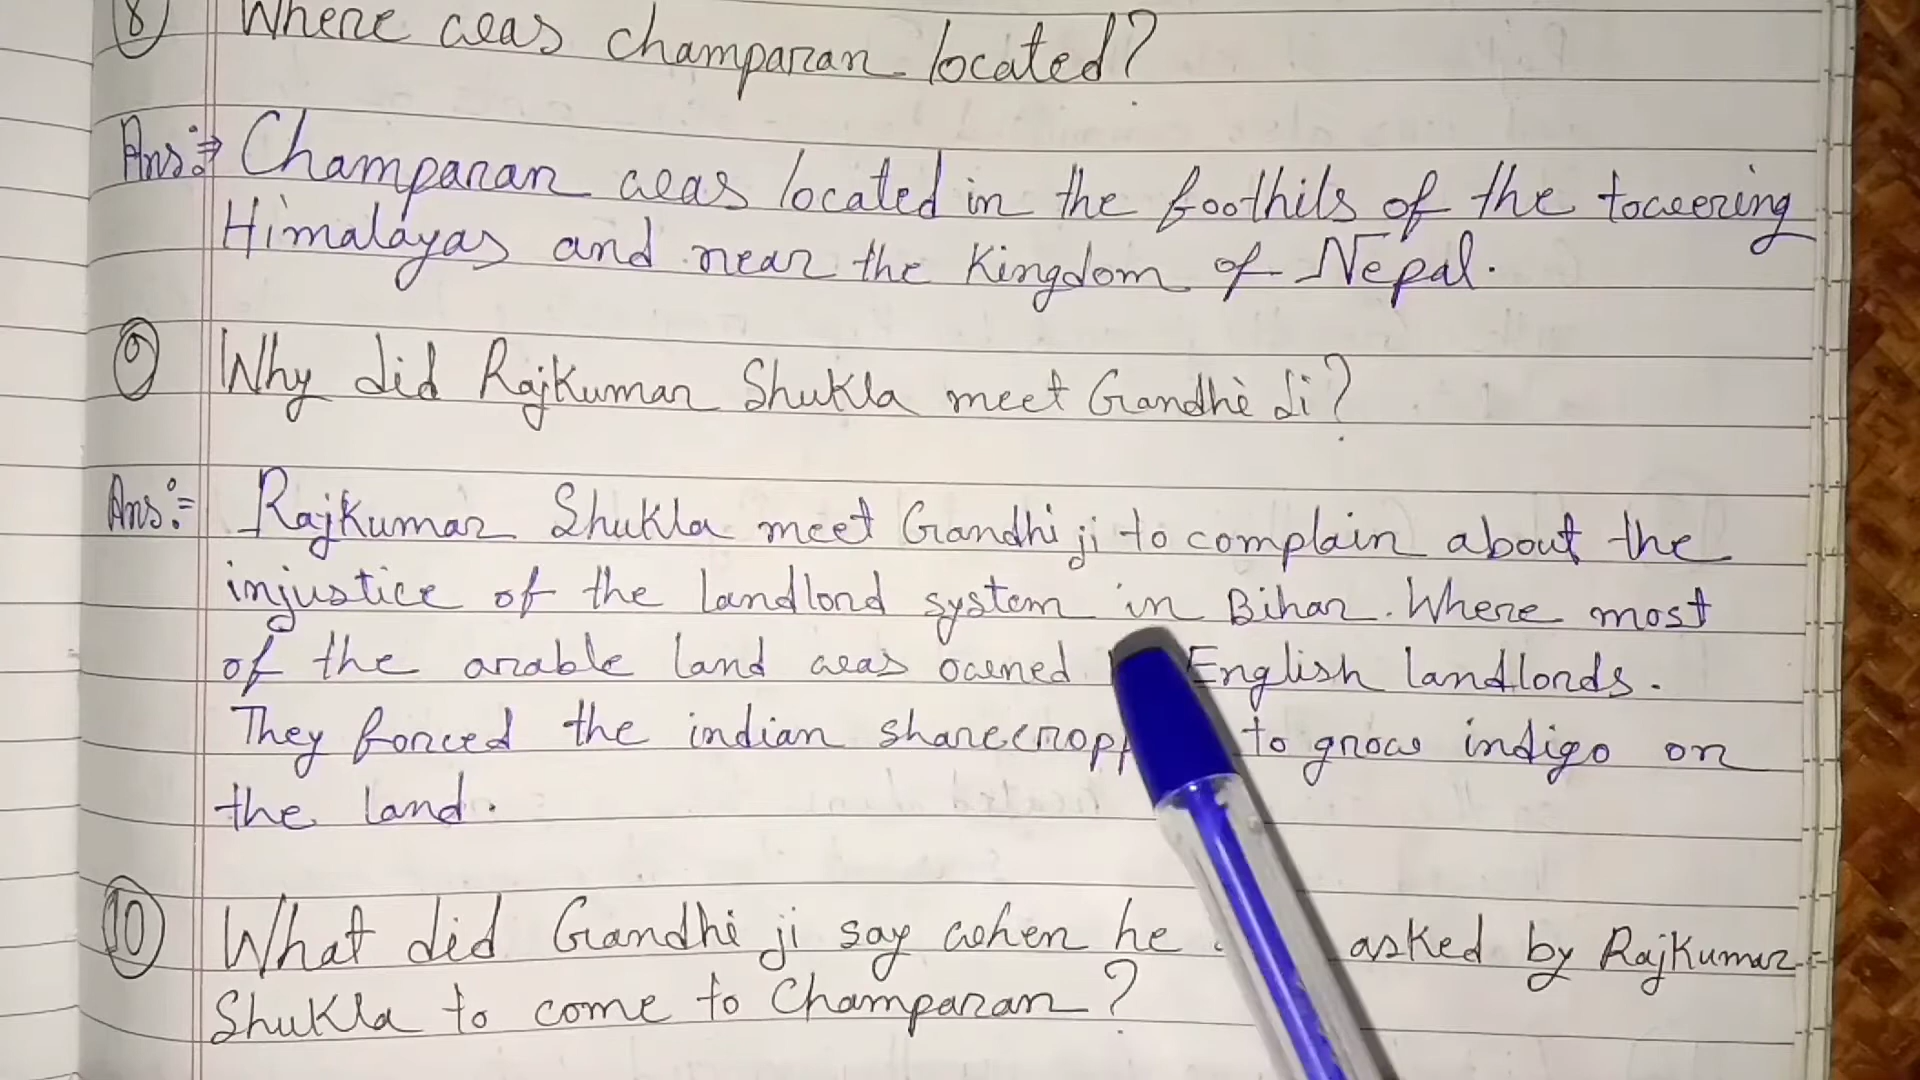 8 Where was champaran located?
Ans:⇒ Champaran was located in the foothils of the towering
Himalayas and near the Kingdom of Nepal.
9 Why did Rajkumar Shukla meet Gandhi Ji?
Ans:= Rajkumar Shukla meet Gandhi ji to complain about the
injustice of the landlord system in Bihar. Where most
of the arable land was owned English landlords.
They forced the indian sharecropp to grow indigo on
the land.
10 What did Gandhi ji say when he asked by Rajkumar
Shukla to come to Champaran?